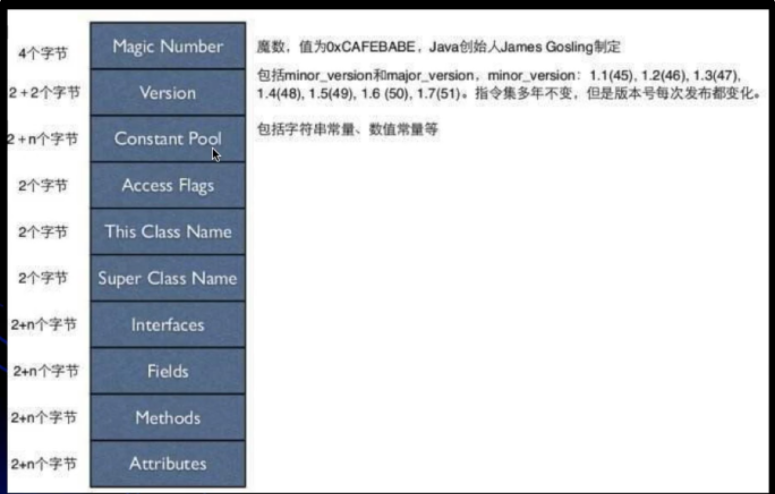 4个字节 Magic Number 魔数，值为0xCAFEBABE，Java创始人James Gosling制定
2+2个字节 Version 包括minor_version和major_version，minor_version：1.1(45), 1.2(46), 1.3(47),
1.4(48), 1.5(49), 1.6 (50), 1.7(51)。指令集多年不变，但是版本号每次发布都变化。
2+n个字节 Constant Pool 包括字符串常量、数值常量等
2个字节 Access Flags
2个字节 This Class Name
2个字节 Super Class Name
2+n个字节 Interfaces
2+n个字节 Fields
2+n个字节 Methods
2+n个字节 Attributes